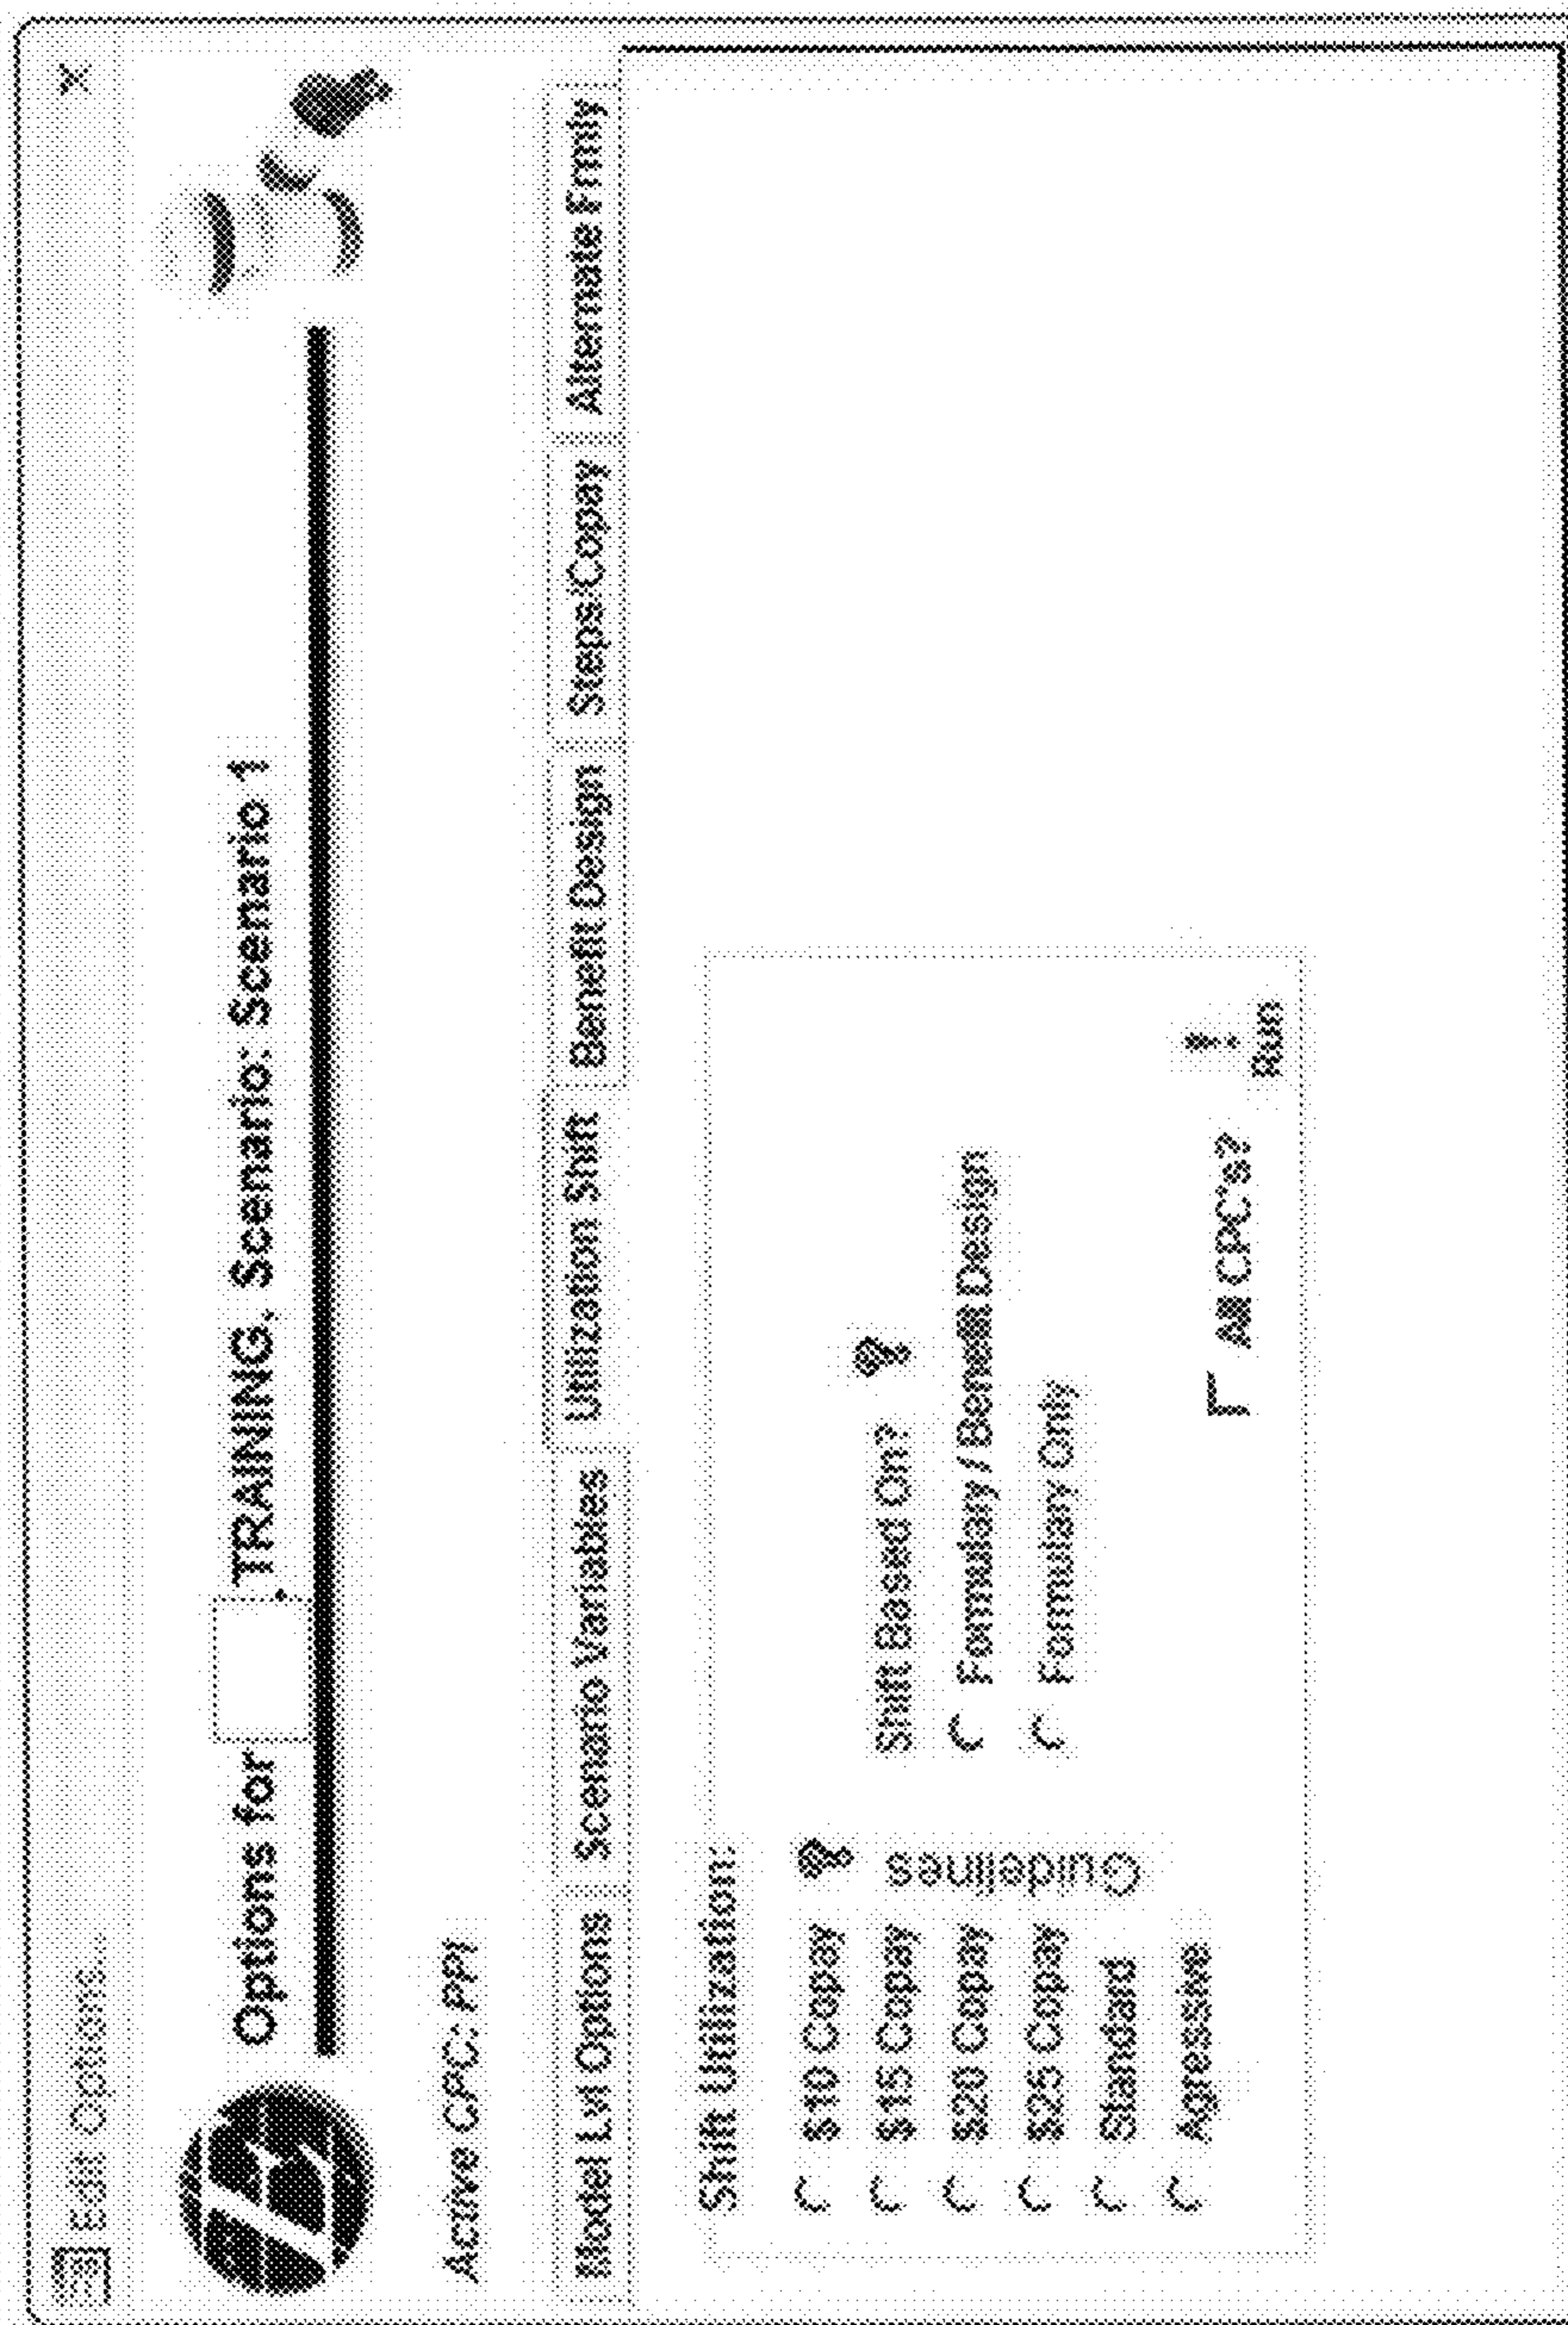 Edit Options...
Options for , TRAINING, Scenario: Scenario 1
Active CPC: PPI
Model Lvl Options Scenario Variables Utilization Shift Benefit Design Steps/Copay Alternate Frmly
Shift Utilization:
$10 Copay
$15 Copay
$20 Copay
$25 Copay
Standard
Agressive
Guidelines
Shift Based On?
Formulary / Benefit Design
Formulary Only
All CPC's?
Run